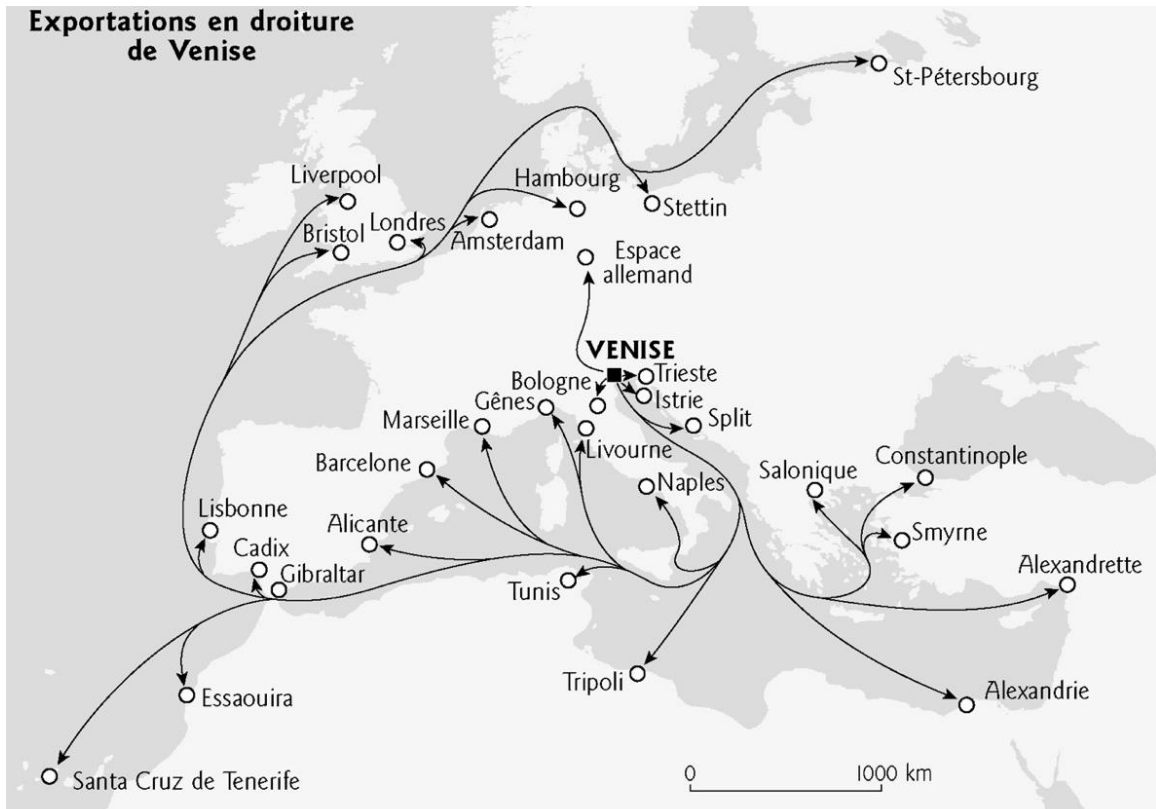 Exportations en droiture
de Venise
St-Pétersbourg
Liverpool
Hambourg
Stettin
Bristol
Londres
Amsterdam
Espace
allemand
VENISE
Trieste
Bologne
Istrie
Gênes
Marseille
Split
Livourne
Barcelone
Naples
Salonique
Constantinople
Lisbonne
Alicante
Smyrne
Cadix
Gibraltar
Tunis
Alexandrette
Tripoli
Essaouira
Alexandrie
Santa Cruz de Tenerife
0 1000 km